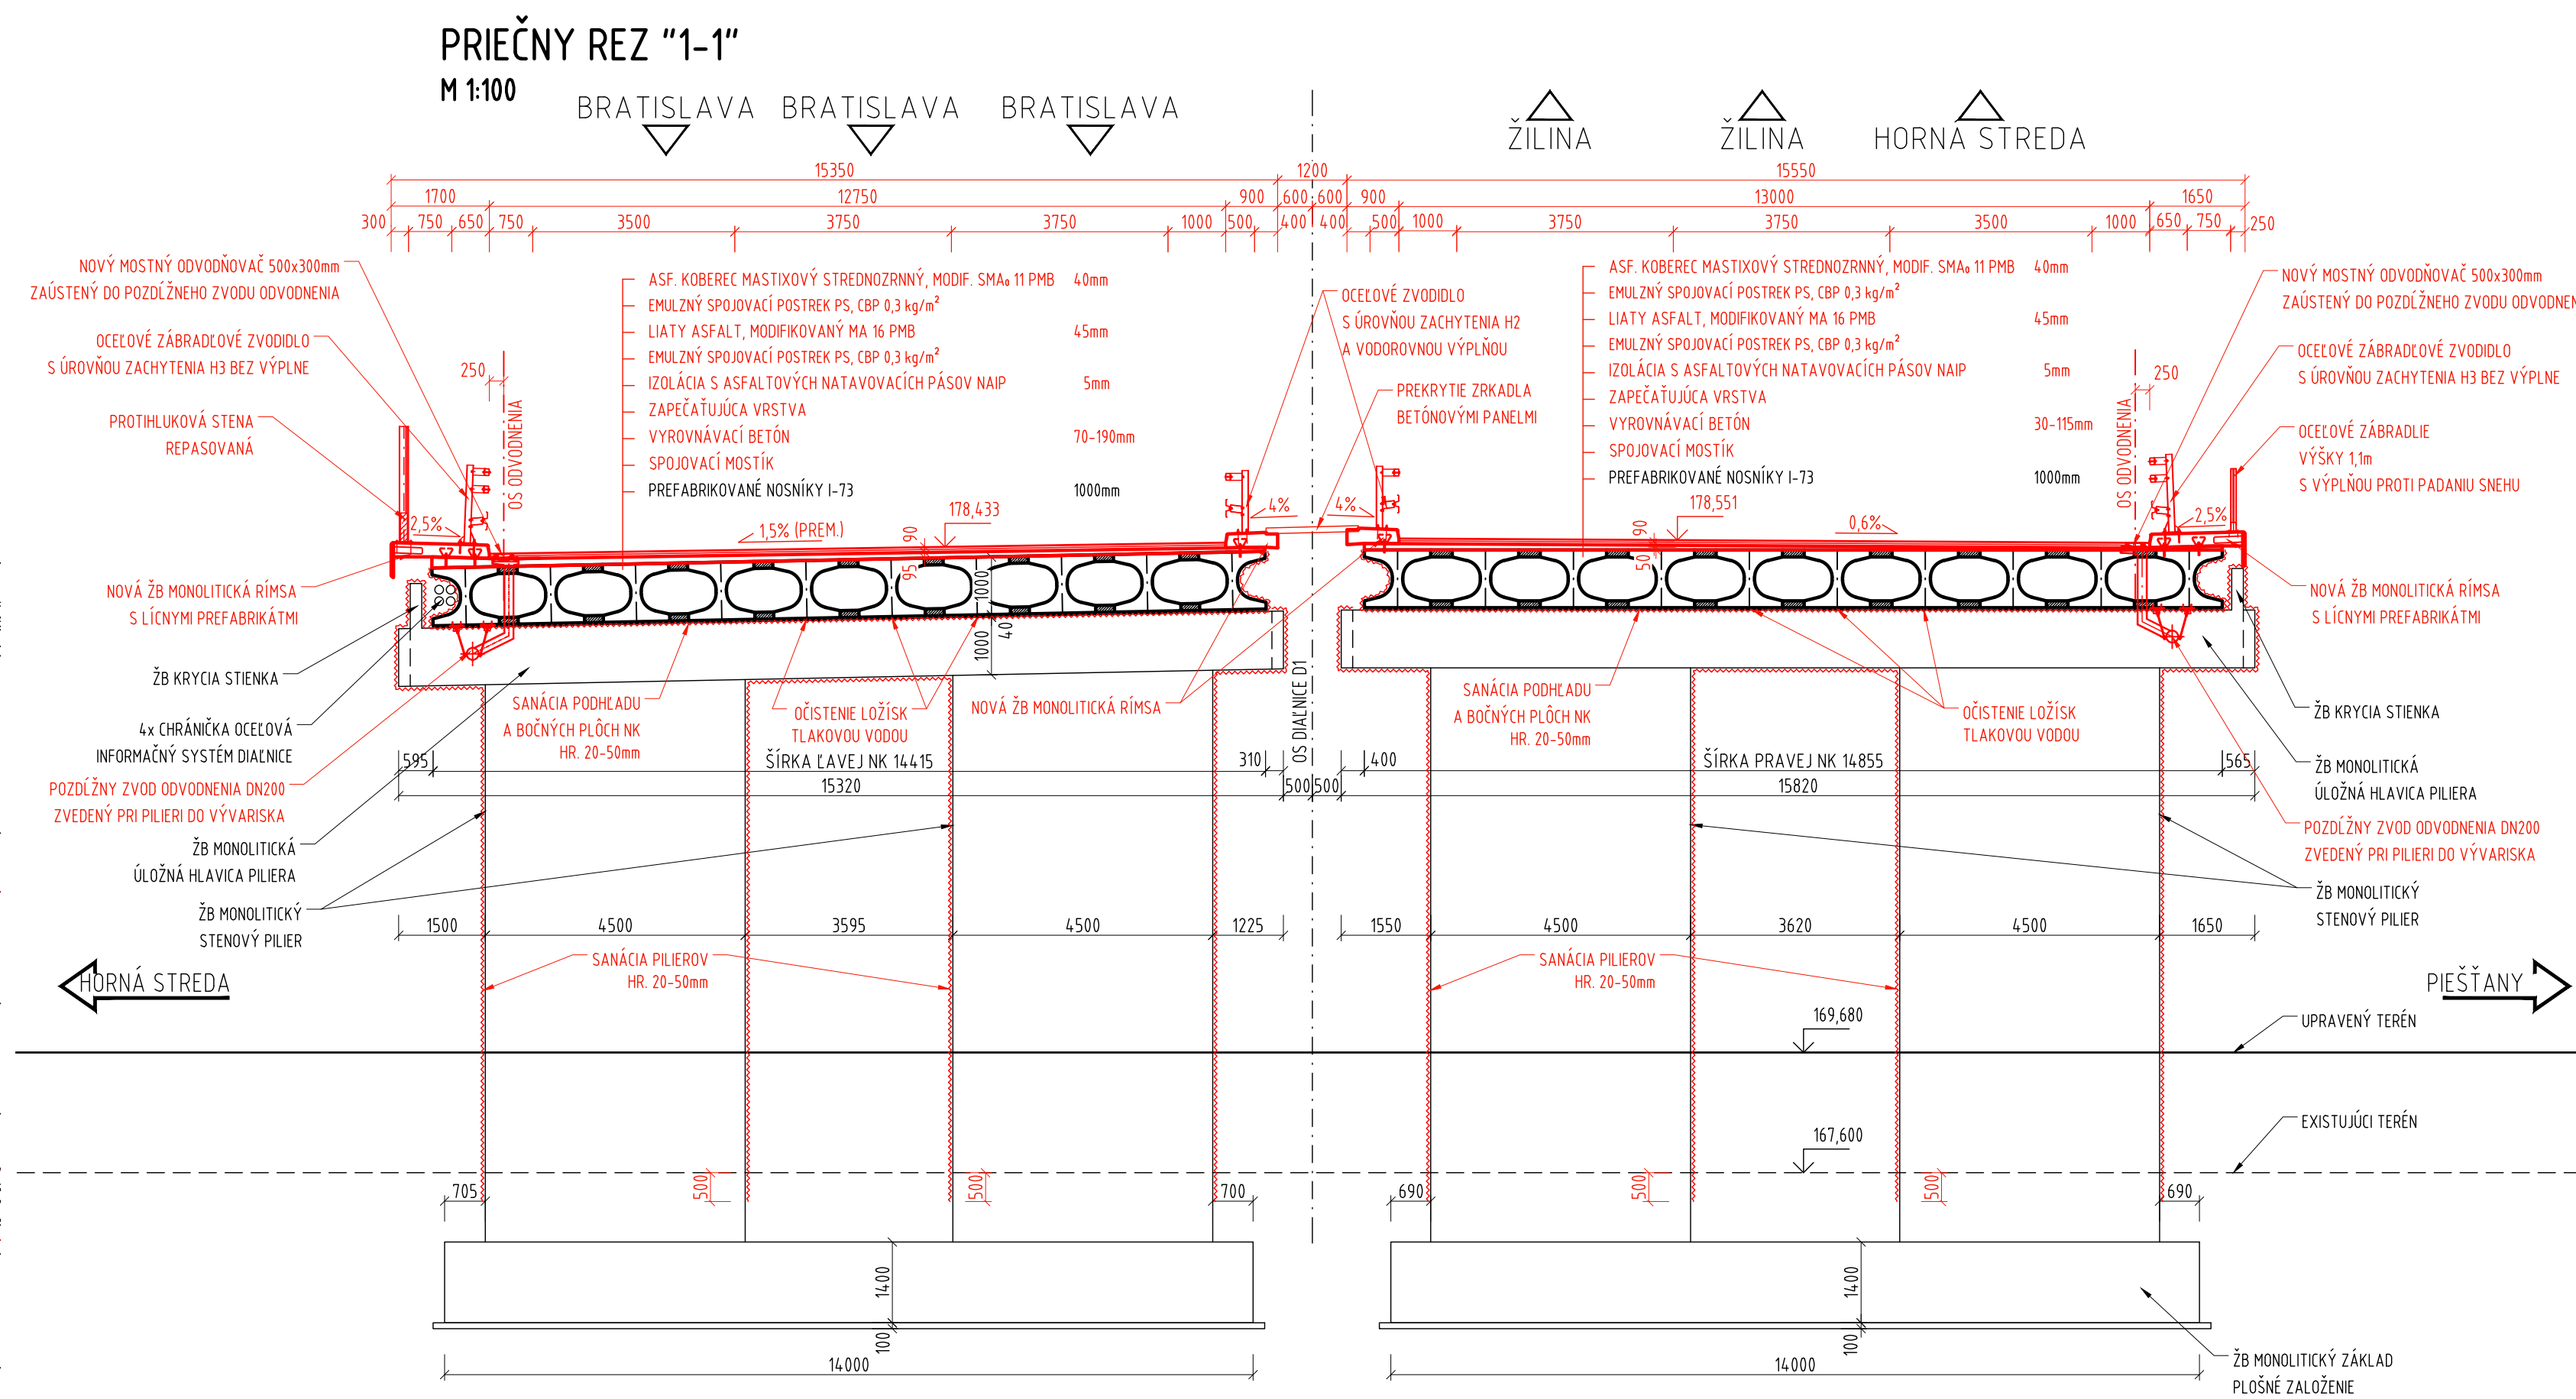 PRIEČNY REZ "1-1"
M 1:100
BRATISLAVA BRATISLAVA BRATISLAVA
ŽILINA ŽILINA HORNÁ STREDA
15350 1200 15550
1700 12750 900 600 600 900 13000 1650
300 750 650 750 3500 3750 3750 1000 500 400 400 500 1000 3750 3750 3500 1000 650 750 250
NOVÝ MOSTNÝ ODVODŇOVAČ 500x300mm
ZAÚSTENÝ DO POZDĹŽNEHO ZVODU ODVODNENIA
OCEĽOVÉ ZÁBRADĽOVÉ ZVODIDLO
S ÚROVŇOU ZACHYTENIA H3 BEZ VÝPLNE
250
OS ODVODNENIA
PROTIHLUKOVÁ STENA
REPASOVANÁ
2,5%
ASF. KOBEREC MASTIXOVÝ STREDNOZRNNÝ, MODIF. SMAₒ 11 PMB 40mm
EMULZNÝ SPOJOVACÍ POSTREK PS, CBP 0,3 kg/m²
LIATY ASFALT, MODIFIKOVANÝ MA 16 PMB 45mm
EMULZNÝ SPOJOVACÍ POSTREK PS, CBP 0,3 kg/m²
IZOLÁCIA S ASFALTOVÝCH NATAVOVACÍCH PÁSOV NAIP 5mm
ZAPEČAŤUJÚCA VRSTVA
VYROVNÁVACÍ BETÓN 70-190mm
SPOJOVACÍ MOSTÍK
PREFABRIKOVANÉ NOSNÍKY I-73 1000mm
1,5% (PREM.)
90
178,433
95
1000
1000
40
OCEĽOVÉ ZVODIDLO
S ÚROVŇOU ZACHYTENIA H2
A VODOROVNOU VÝPLŇOU
PREKRYTIE ZRKADLA
BETÓNOVÝMI PANELMI
4% 4%
ASF. KOBEREC MASTIXOVÝ STREDNOZRNNÝ, MODIF. SMAₒ 11 PMB 40mm
EMULZNÝ SPOJOVACÍ POSTREK PS, CBP 0,3 kg/m²
LIATY ASFALT, MODIFIKOVANÝ MA 16 PMB 45mm
EMULZNÝ SPOJOVACÍ POSTREK PS, CBP 0,3 kg/m²
IZOLÁCIA S ASFALTOVÝCH NATAVOVACÍCH PÁSOV NAIP 5mm
ZAPEČAŤUJÚCA VRSTVA
VYROVNÁVACÍ BETÓN 30-115mm
SPOJOVACÍ MOSTÍK
PREFABRIKOVANÉ NOSNÍKY I-73 1000mm
90
178,551
50
0,6%
OS ODVODNENIA
250
2,5%
NOVÝ MOSTNÝ ODVODŇOVAČ 500x300mm
ZAÚSTENÝ DO POZDĹŽNEHO ZVODU ODVODNEN
OCEĽOVÉ ZÁBRADĽOVÉ ZVODIDLO
S ÚROVŇOU ZACHYTENIA H3 BEZ VÝPLNE
OCEĽOVÉ ZÁBRADLIE
VÝŠKY 1,1m
S VÝPLŇOU PROTI PADANIU SNEHU
NOVÁ ŽB MONOLITICKÁ RÍMSA
S LÍCNYMI PREFABRIKÁTMI
ŽB KRYCIA STIENKA
4x CHRÁNIČKA OCEĽOVÁ
INFORMAČNÝ SYSTÉM DIAĽNICE
POZDĹŽNY ZVOD ODVODNENIA DN200
ZVEDENÝ PRI PILIERI DO VÝVARISKA
ŽB MONOLITICKÁ
ÚLOŽNÁ HLAVICA PILIERA
ŽB MONOLITICKÝ
STENOVÝ PILIER
SANÁCIA PODHĽADU
A BOČNÝCH PLÔCH NK
HR. 20-50mm
OČISTENIE LOŽÍSK
TLAKOVOU VODOU
NOVÁ ŽB MONOLITICKÁ RÍMSA
OS DIAĽNICE D1
SANÁCIA PODHĽADU
A BOČNÝCH PLÔCH NK
HR. 20-50mm
OČISTENIE LOŽÍSK
TLAKOVOU VODOU
NOVÁ ŽB MONOLITICKÁ RÍMSA
S LÍCNYMI PREFABRIKÁTMI
ŽB KRYCIA STIENKA
ŽB MONOLITICKÁ
ÚLOŽNÁ HLAVICA PILIERA
POZDĹŽNY ZVOD ODVODNENIA DN200
ZVEDENÝ PRI PILIERI DO VÝVARISKA
ŽB MONOLITICKÝ
STENOVÝ PILIER
595 ŠÍRKA ĽAVEJ NK 14415 310 400 ŠÍRKA PRAVEJ NK 14855 565
15320 500 500 15820
1500 4500 3595 4500 1225 1550 4500 3620 4500 1650
SANÁCIA PILIEROV
HR. 20-50mm
SANÁCIA PILIEROV
HR. 20-50mm
HORNÁ STREDA
PIEŠŤANY
169,680
UPRAVENÝ TERÉN
167,600
EXISTUJÚCI TERÉN
705 500 500 700 690 500 500 690
1400 1400
100 100
14000 14000
ŽB MONOLITICKÝ ZÁKLAD
PLOŠNÉ ZALOŽENIE